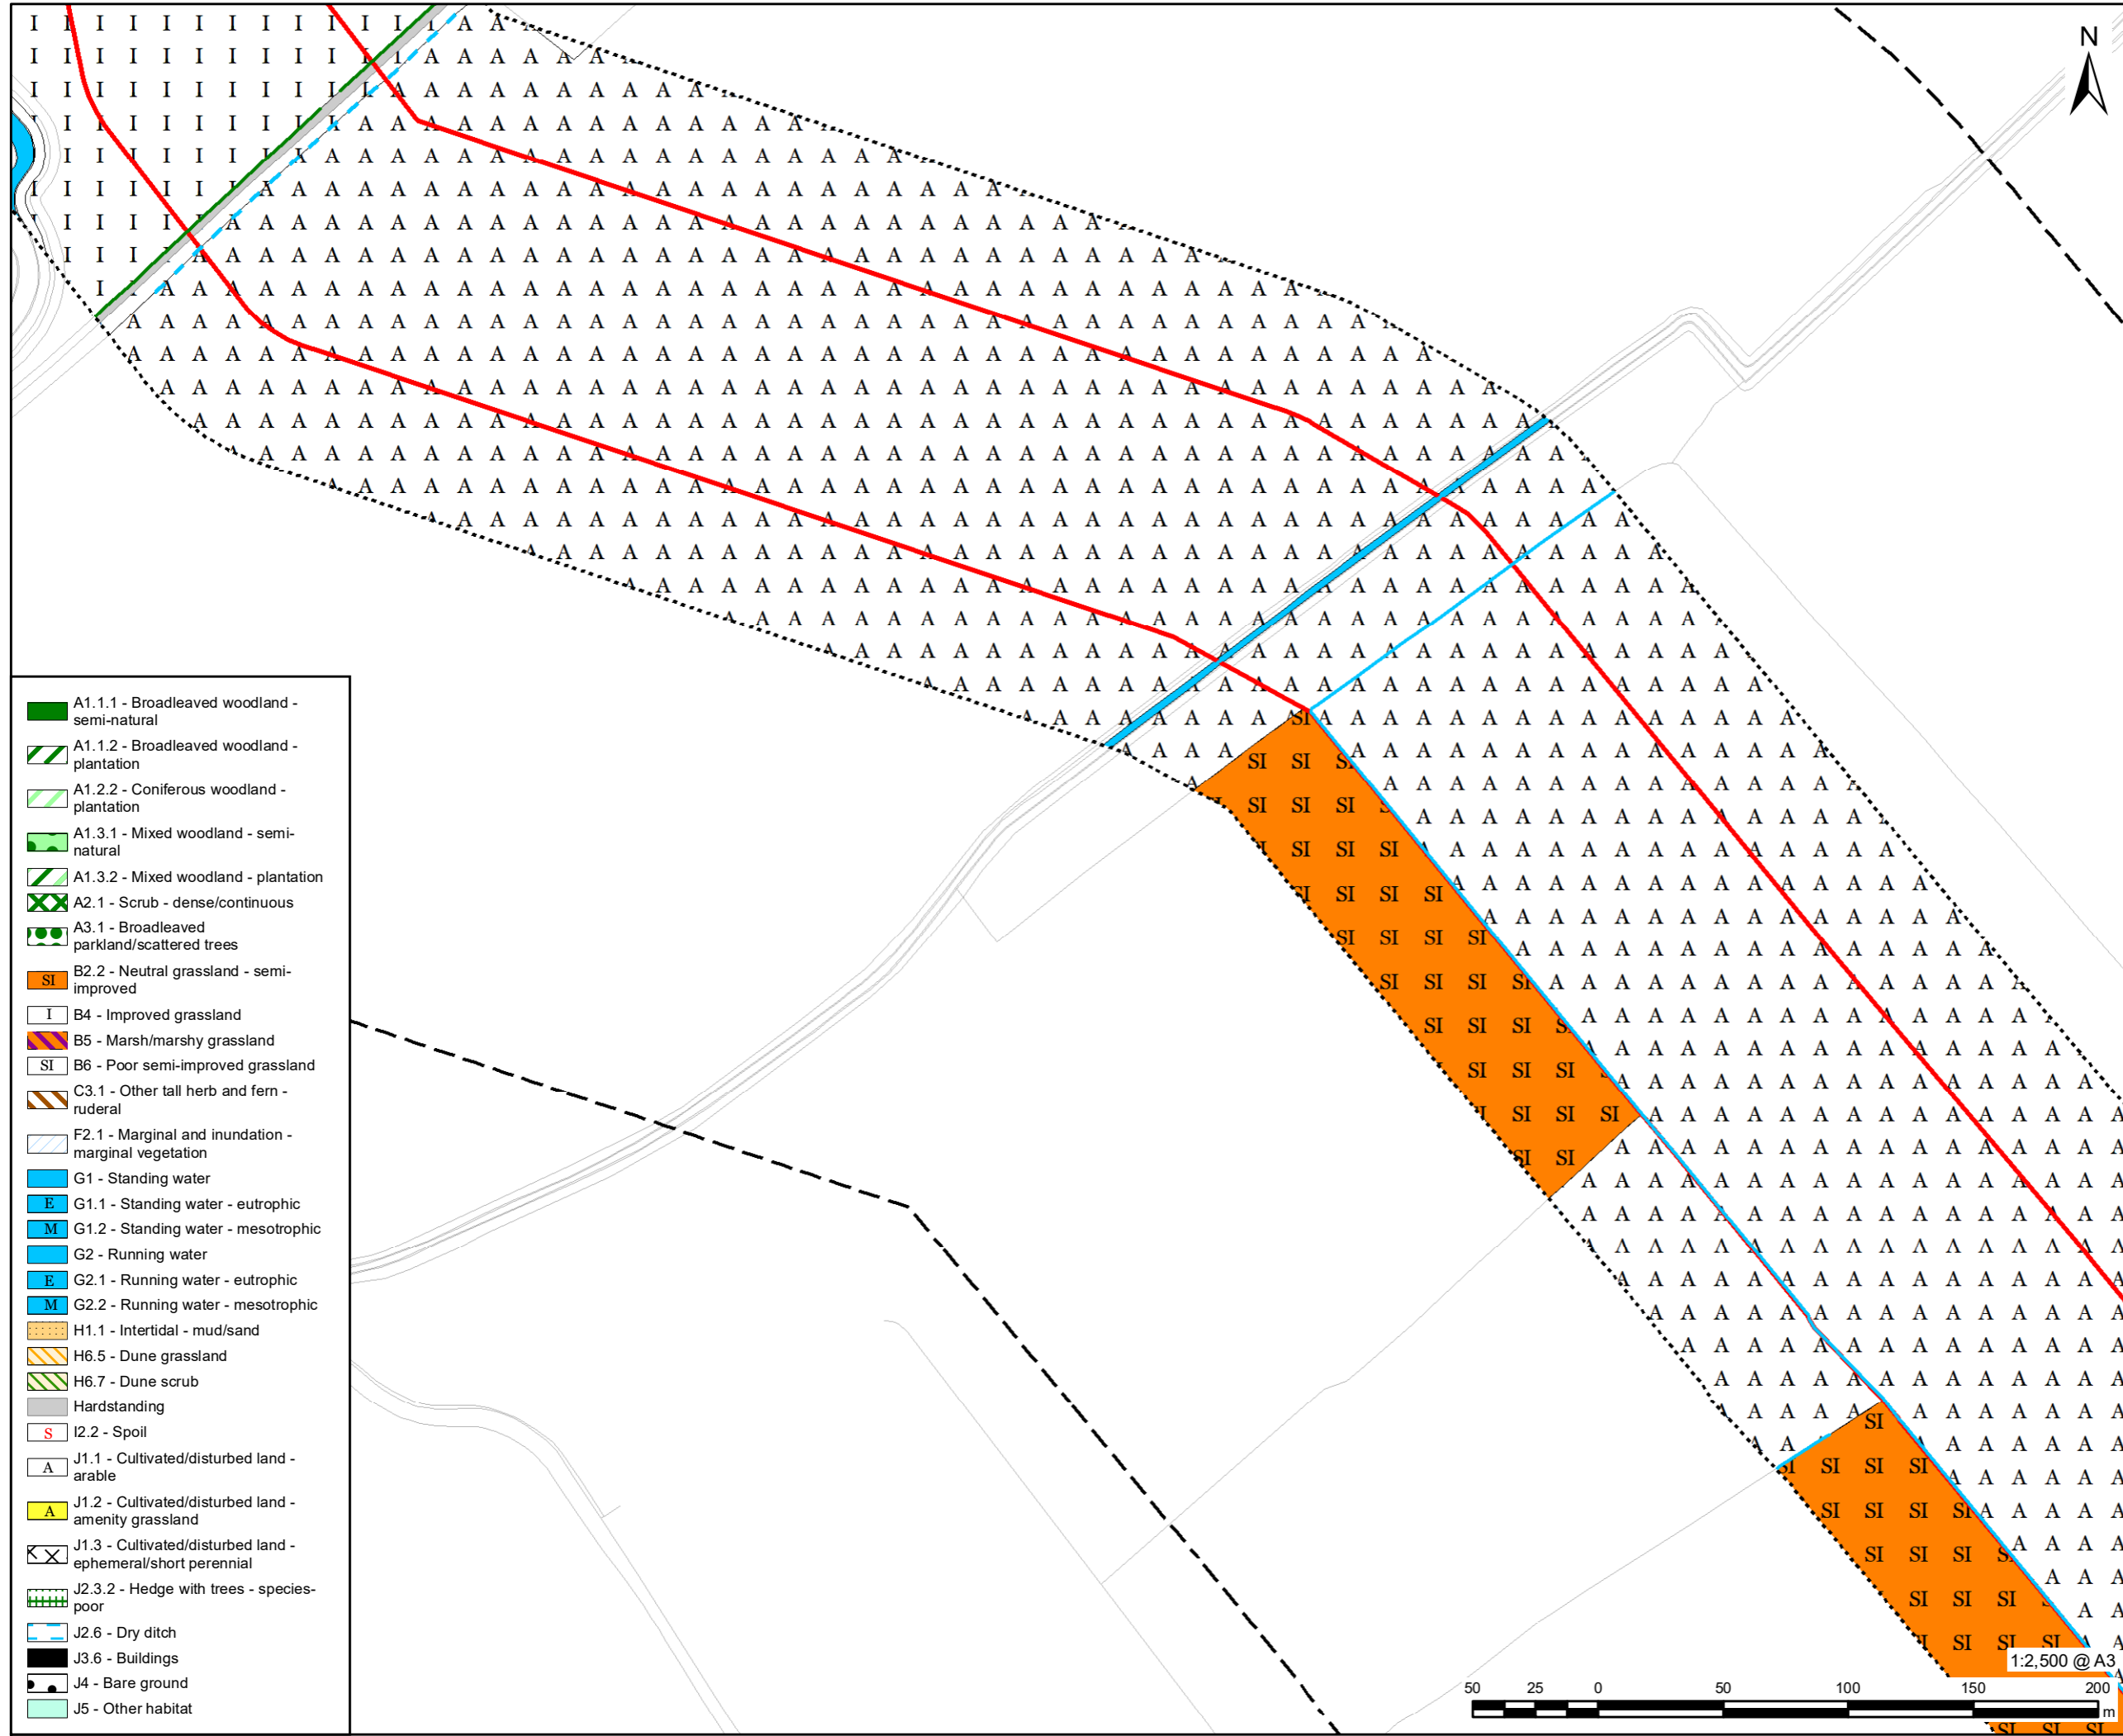 N
A1.1.1 - Broadleaved woodland -
semi-natural
A1.1.2 - Broadleaved woodland -
plantation
A1.2.2 - Coniferous woodland -
plantation
A1.3.1 - Mixed woodland - semi-
natural
A1.3.2 - Mixed woodland - plantation
A2.1 - Scrub - dense/continuous
A3.1 - Broadleaved
parkland/scattered trees
SI B2.2 - Neutral grassland - semi-
improved
I B4 - Improved grassland
B5 - Marsh/marshy grassland
SI B6 - Poor semi-improved grassland
C3.1 - Other tall herb and fern -
ruderal
F2.1 - Marginal and inundation -
marginal vegetation
G1 - Standing water
E G1.1 - Standing water - eutrophic
M G1.2 - Standing water - mesotrophic
G2 - Running water
E G2.1 - Running water - eutrophic
M G2.2 - Running water - mesotrophic
H1.1 - Intertidal - mud/sand
H6.5 - Dune grassland
H6.7 - Dune scrub
Hardstanding
S I2.2 - Spoil
A J1.1 - Cultivated/disturbed land -
arable
A J1.2 - Cultivated/disturbed land -
amenity grassland
J1.3 - Cultivated/disturbed land -
ephemeral/short perennial
J2.3.2 - Hedge with trees - species-
poor
J2.6 - Dry ditch
J3.6 - Buildings
J4 - Bare ground
J5 - Other habitat
1:2,500 @ A3
50 25 0 50 100 150 200
m